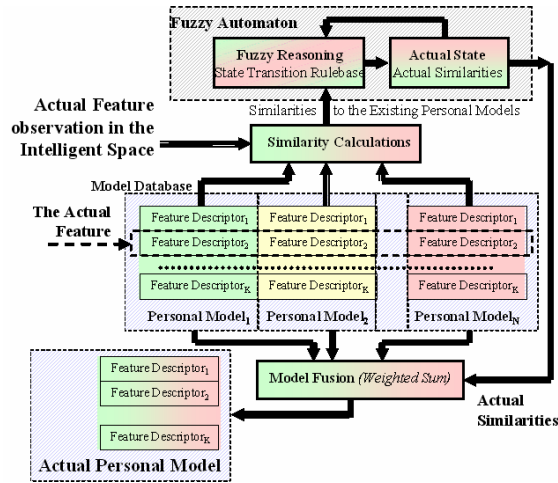 Fuzzy Automaton
Fuzzy Reasoning
State Transition Rulebase
Actual State
Actual Similarities
Similarities to the Existing Personal Models
Actual Feature
observation in the
Intelligent Space
Similarity Calculations
Model Database
The Actual
Feature
Feature Descriptor1
Feature Descriptor1
Feature Descriptor1
Feature Descriptor2
Feature Descriptor2
Feature Descriptor2
Feature DescriptorK
Feature DescriptorK
Feature DescriptorK
Personal Model1
Personal Model2
Personal ModelN
Model Fusion (Weighted Sum)
Actual
Similarities
Feature Descriptor1
Feature Descriptor2
Feature DescriptorK
Actual Personal Model